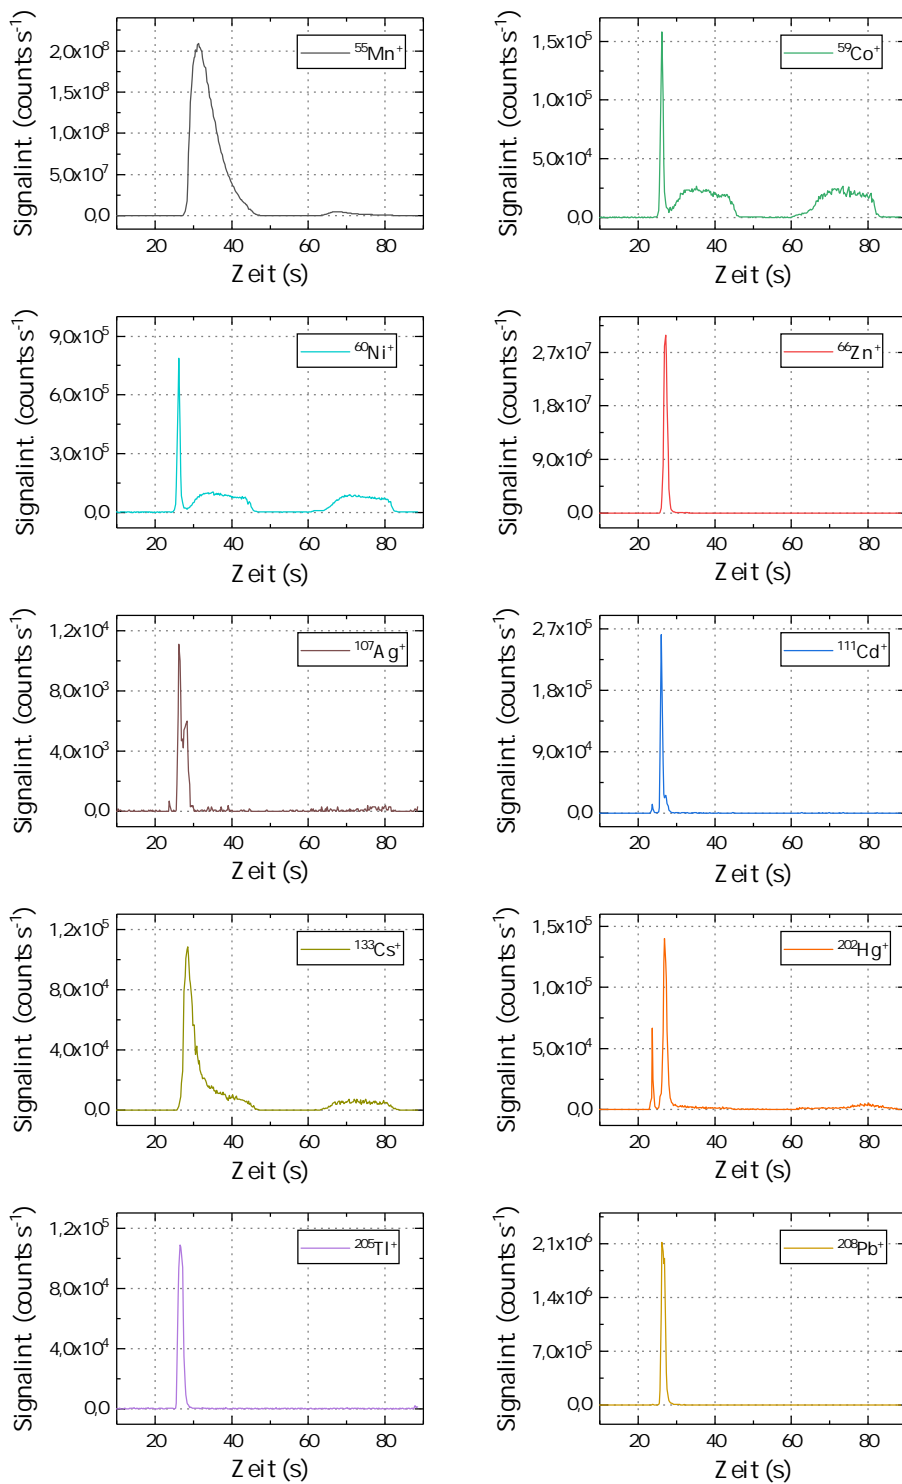 Signalint. (counts s⁻¹)
2,0x10⁸
1,5x10⁸
1,0x10⁸
5,0x10⁷
0,0
⁵⁵Mn⁺
20 40 60 80
Zeit (s)
Signalint. (counts s⁻¹)
1,5x10⁵
1,0x10⁵
5,0x10⁴
0,0
⁵⁹Co⁺
20 40 60 80
Zeit (s)
Signalint. (counts s⁻¹)
9,0x10⁵
6,0x10⁵
3,0x10⁵
0,0
⁶⁰Ni⁺
20 40 60 80
Zeit (s)
Signalint. (counts s⁻¹)
2,7x10⁷
1,8x10⁷
9,0x10⁶
0,0
⁶⁶Zn⁺
20 40 60 80
Zeit (s)
Signalint. (counts s⁻¹)
1,2x10⁴
8,0x10³
4,0x10³
0,0
¹⁰⁷Ag⁺
20 40 60 80
Zeit (s)
Signalint. (counts s⁻¹)
2,7x10⁵
1,8x10⁵
9,0x10⁴
0,0
¹¹¹Cd⁺
20 40 60 80
Zeit (s)
Signalint. (counts s⁻¹)
1,2x10⁵
8,0x10⁴
4,0x10⁴
0,0
¹³³Cs⁺
20 40 60 80
Zeit (s)
Signalint. (counts s⁻¹)
1,5x10⁵
1,0x10⁵
5,0x10⁴
0,0
²⁰²Hg⁺
20 40 60 80
Zeit (s)
Signalint. (counts s⁻¹)
1,2x10⁵
8,0x10⁴
4,0x10⁴
0,0
²⁰⁵Tl⁺
20 40 60 80
Zeit (s)
Signalint. (counts s⁻¹)
2,1x10⁶
1,4x10⁶
7,0x10⁵
0,0
²⁰⁸Pb⁺
20 40 60 80
Zeit (s)